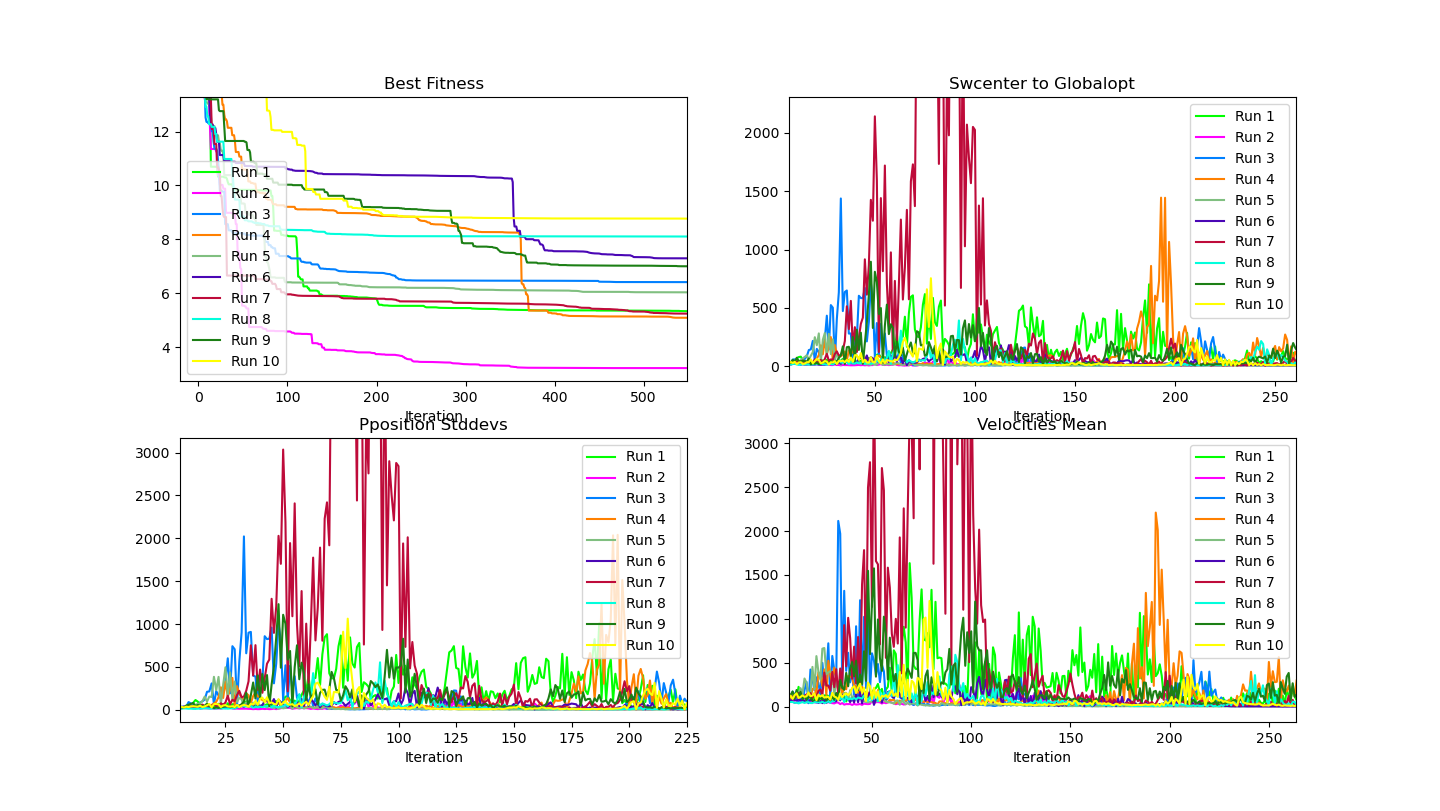 Best Fitness
12
10
8
6
4
0
100
200
300
400
500
Iteration
Run 1
Run 2
Run 3
Run 4
Run 5
Run 6
Run 7
Run 8
Run 9
Run 10
Swcenter to Globalopt
2000
1500
1000
500
0
50
100
150
200
250
Iteration
Run 1
Run 2
Run 3
Run 4
Run 5
Run 6
Run 7
Run 8
Run 9
Run 10
Pposition Stddevs
3000
2500
2000
1500
1000
500
0
25
50
75
100
125
150
175
200
225
Iteration
Run 1
Run 2
Run 3
Run 4
Run 5
Run 6
Run 7
Run 8
Run 9
Run 10
Velocities Mean
3000
2500
2000
1500
1000
500
0
50
100
150
200
250
Iteration
Run 1
Run 2
Run 3
Run 4
Run 5
Run 6
Run 7
Run 8
Run 9
Run 10